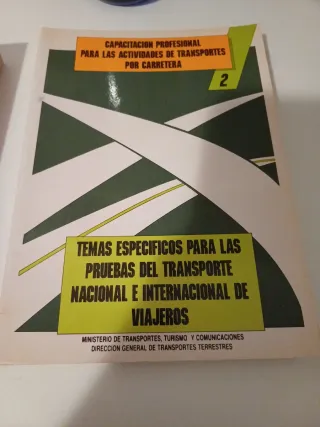 CAPACITACION PROFESIONAL
PARA LAS ACTIVIDADES DE TRANSPORTES
POR CARRETERA
2
TEMAS ESPECIFICOS PARA LAS
PRUEBAS DEL TRANSPORTE
NACIONAL E INTERNACIONAL DE
VIAJEROS
MINISTERIO DE TRANSPORTES, TURISMO Y COMUNICACIONES
DIRECCION GENERAL DE TRANSPORTES TERRESTRES